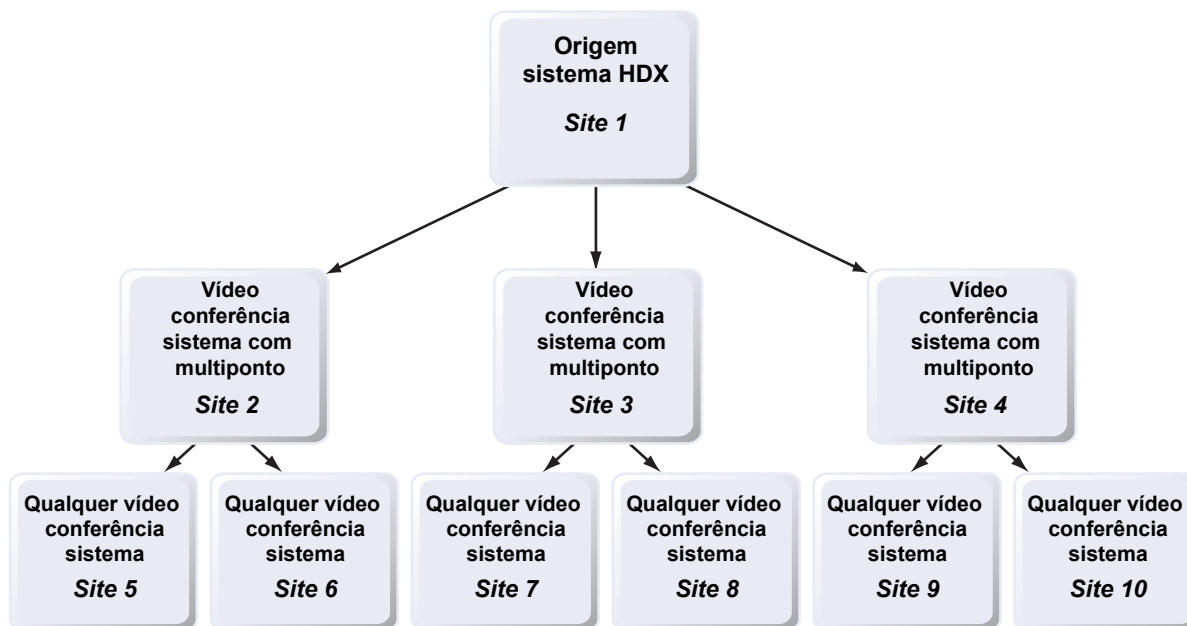 Origem
sistema HDX
Site 1
Vídeo
conferência
sistema com
multiponto
Site 2
Vídeo
conferência
sistema com
multiponto
Site 3
Vídeo
conferência
sistema com
multiponto
Site 4
Qualquer vídeo
conferência
sistema
Site 5
Qualquer vídeo
conferência
sistema
Site 6
Qualquer vídeo
conferência
sistema
Site 7
Qualquer vídeo
conferência
sistema
Site 8
Qualquer vídeo
conferência
sistema
Site 9
Qualquer vídeo
conferência
sistema
Site 10